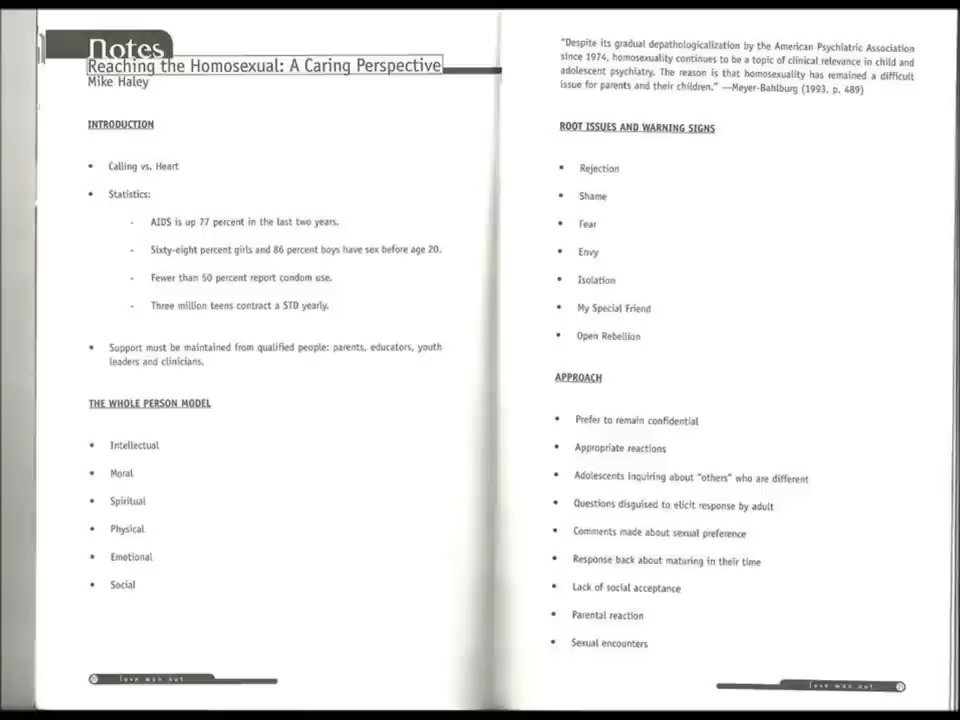 notes
Reaching the Homosexual: A Caring Perspective
Mike Haley
INTRODUCTION
• Calling vs. Heart
• Statistics:
- AIDS is up 77 percent in the last two years.
- Sixty-eight percent girls and 86 percent boys have sex before age 20.
- Fewer than 50 percent report condom use.
- Three million teens contract a STD yearly.
• Support must be maintained from qualified people: parents, educators, youth
leaders and clinicians.
THE WHOLE PERSON MODEL
• Intellectual
• Moral
• Spiritual
• Physical
• Emotional
• Social
love won out
"Despite its gradual depathologicalization by the American Psychiatric Association
since 1974, homosexuality continues to be a topic of clinical relevance in child and
adolescent psychiatry. The reason is that homosexuality has remained a difficult
issue for parents and their children." —Meyer-Bahlburg (1993, p. 489)
ROOT ISSUES AND WARNING SIGNS
• Rejection
• Shame
• Fear
• Envy
• Isolation
• My Special Friend
• Open Rebellion
APPROACH
• Prefer to remain confidential
• Appropriate reactions
• Adolescents inquiring about "others" who are different
• Questions disguised to elicit response by adult
• Comments made about sexual preference
• Response back about maturing in their time
• Lack of social acceptance
• Parental reaction
• Sexual encounters
love won out